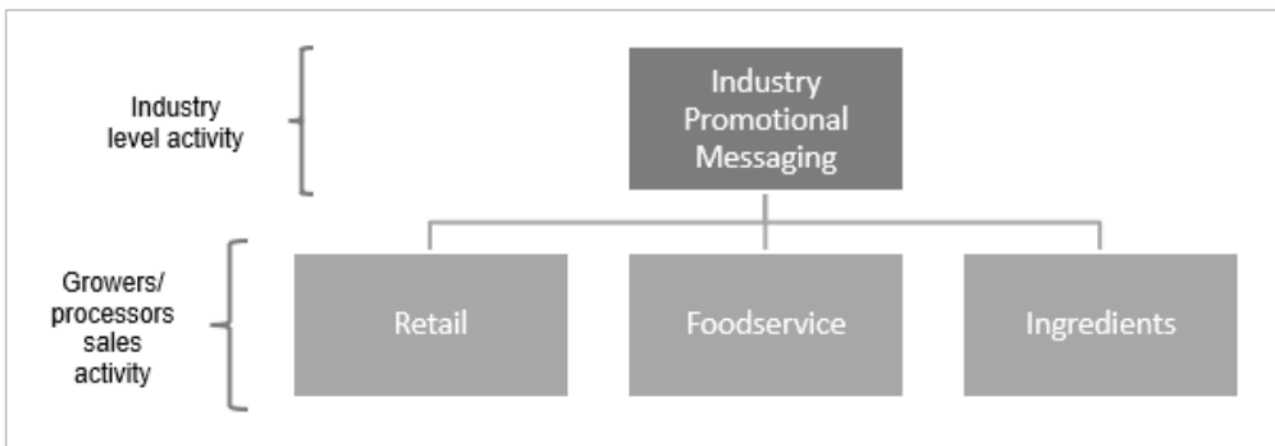 Industry
level activity
Industry
Promotional
Messaging
Growers/
processors
sales
activity
Retail
Foodservice
Ingredients